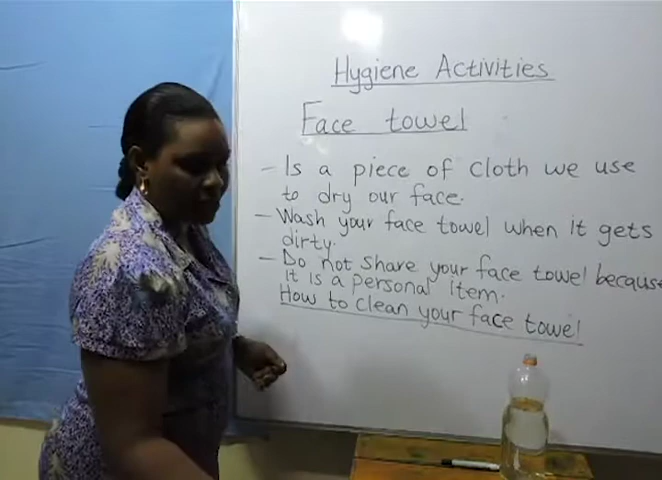 Hygiene Activities
Face towel
- Is a piece of cloth we use
to dry our face.
- Wash your face towel when it gets
dirty.
- Do not share your face towel because
it is a personal item.
How to clean your face towel